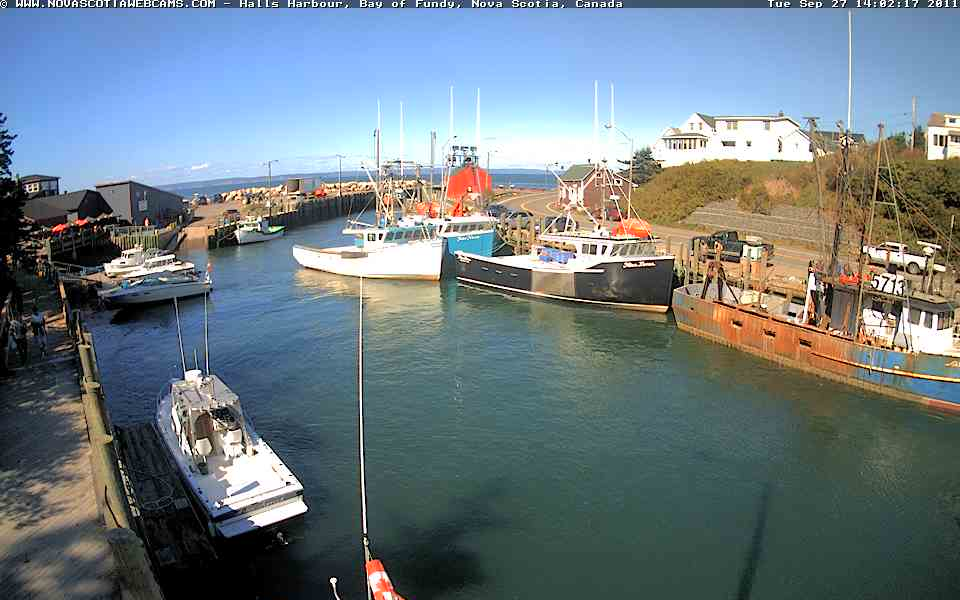 © WWW.NOVASCOTIAWEBCAMS.COM - Halls Harbour, Bay of Fundy, Nova Scotia, Canada Tue Sep 27 14:02:17 2011
5713